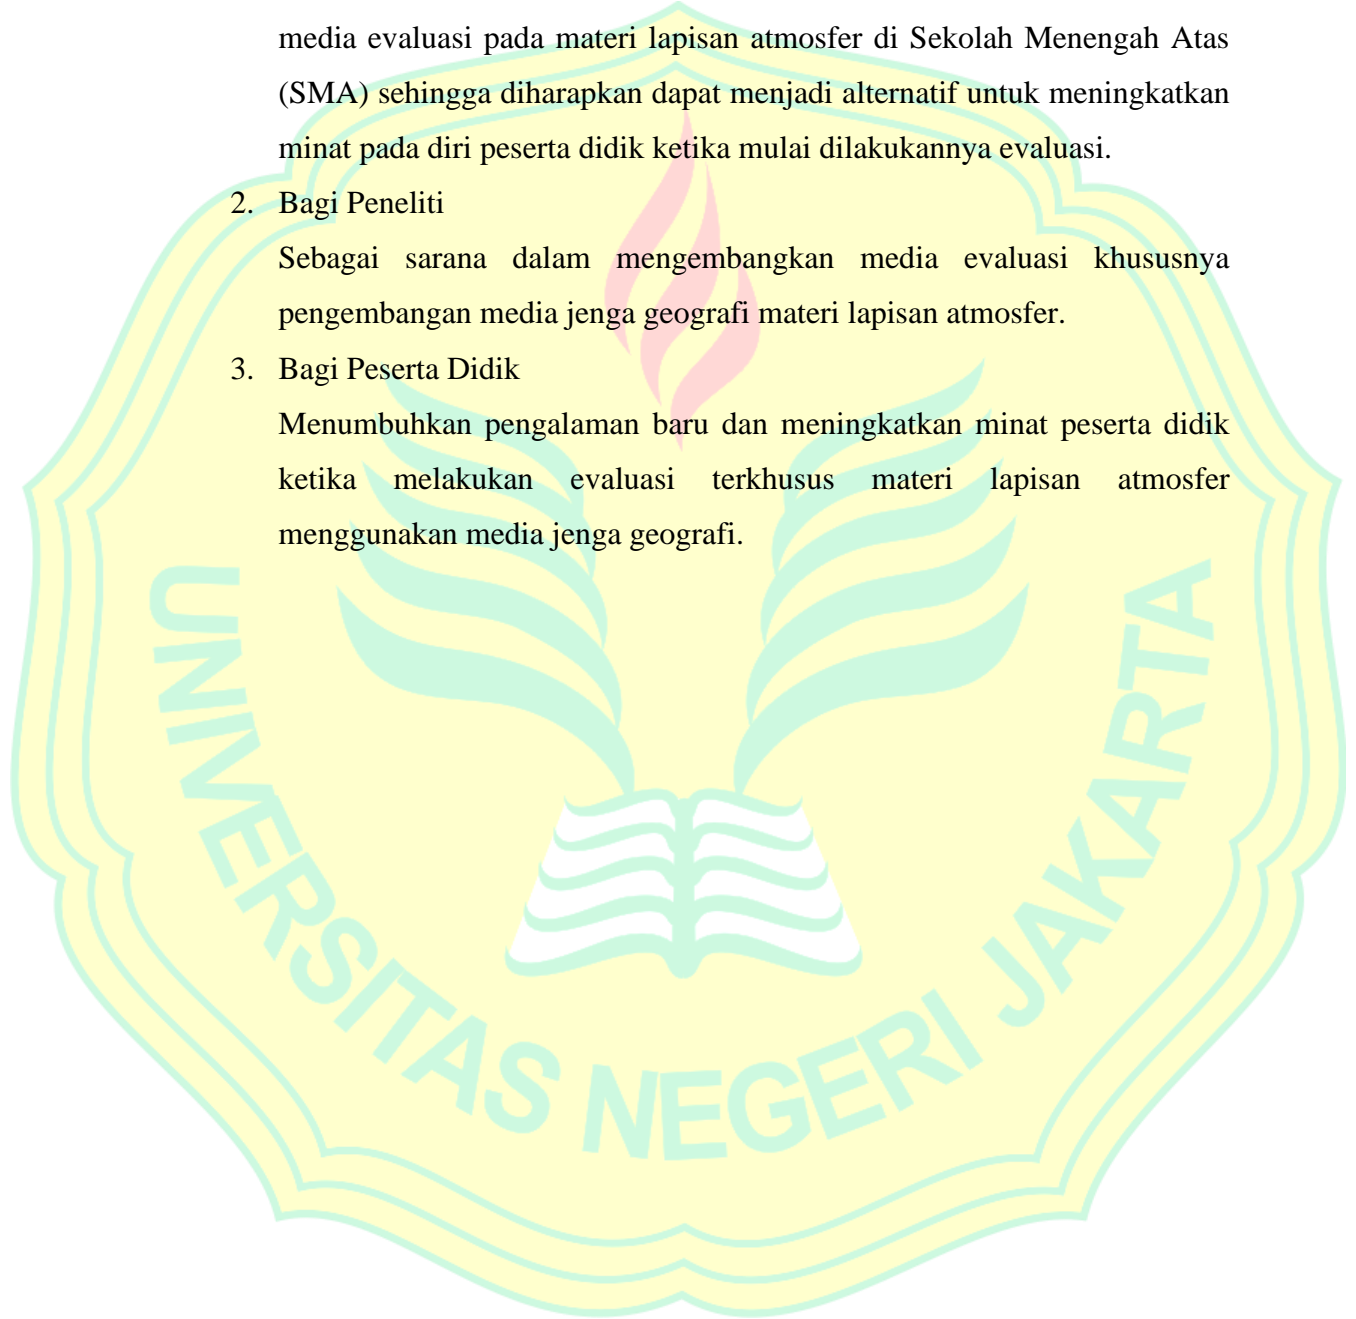 media evaluasi pada materi lapisan atmosfer di Sekolah Menengah Atas
(SMA) sehingga diharapkan dapat menjadi alternatif untuk meningkatkan
minat pada diri peserta didik ketika mulai dilakukannya evaluasi.
2. Bagi Peneliti
Sebagai sarana dalam mengembangkan media evaluasi khususnya
pengembangan media jenga geografi materi lapisan atmosfer.
3. Bagi Peserta Didik
Menumbuhkan pengalaman baru dan meningkatkan minat peserta didik
ketika melakukan evaluasi terkhusus materi lapisan atmosfer
menggunakan media jenga geografi.
UNIVERSITAS NEGERI JAKARTA